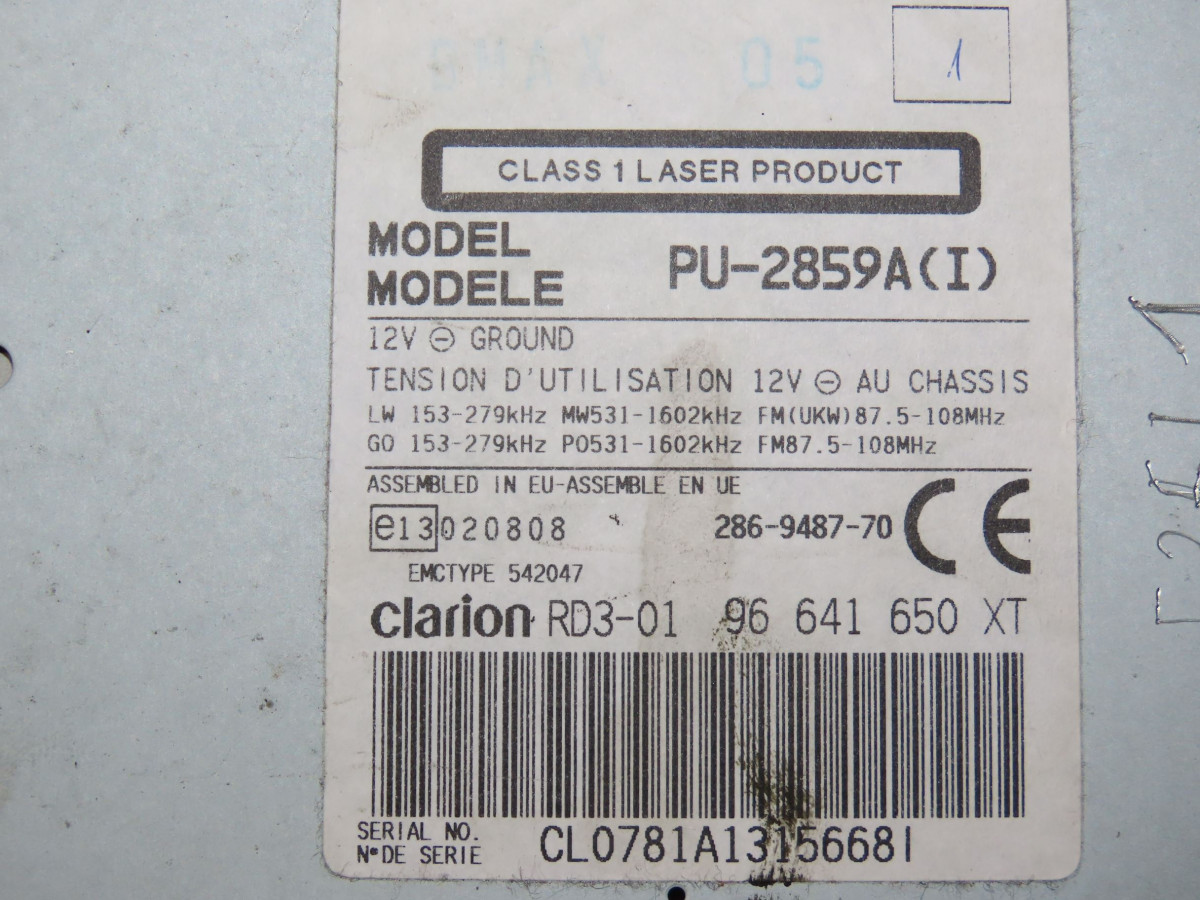 9MAX 05
1
CLASS 1 LASER PRODUCT
MODEL
MODELE
PU-2859A(I)
12V ⊖ GROUND
TENSION D'UTILISATION 12V ⊖ AU CHASSIS
LW 153-279kHz MW531-1602kHz FM(UKW)87.5-108MHz
GO 153-279kHz PO531-1602kHz FM87.5-108MHz
ASSEMBLED IN EU-ASSEMBLE EN UE
e13 020808 286-9487-70 CE
EMCTYPE 542047
clarion RD3-01 96 641 650 XT
SERIAL NO.
N°DE SERIE
CL0781A1315668I